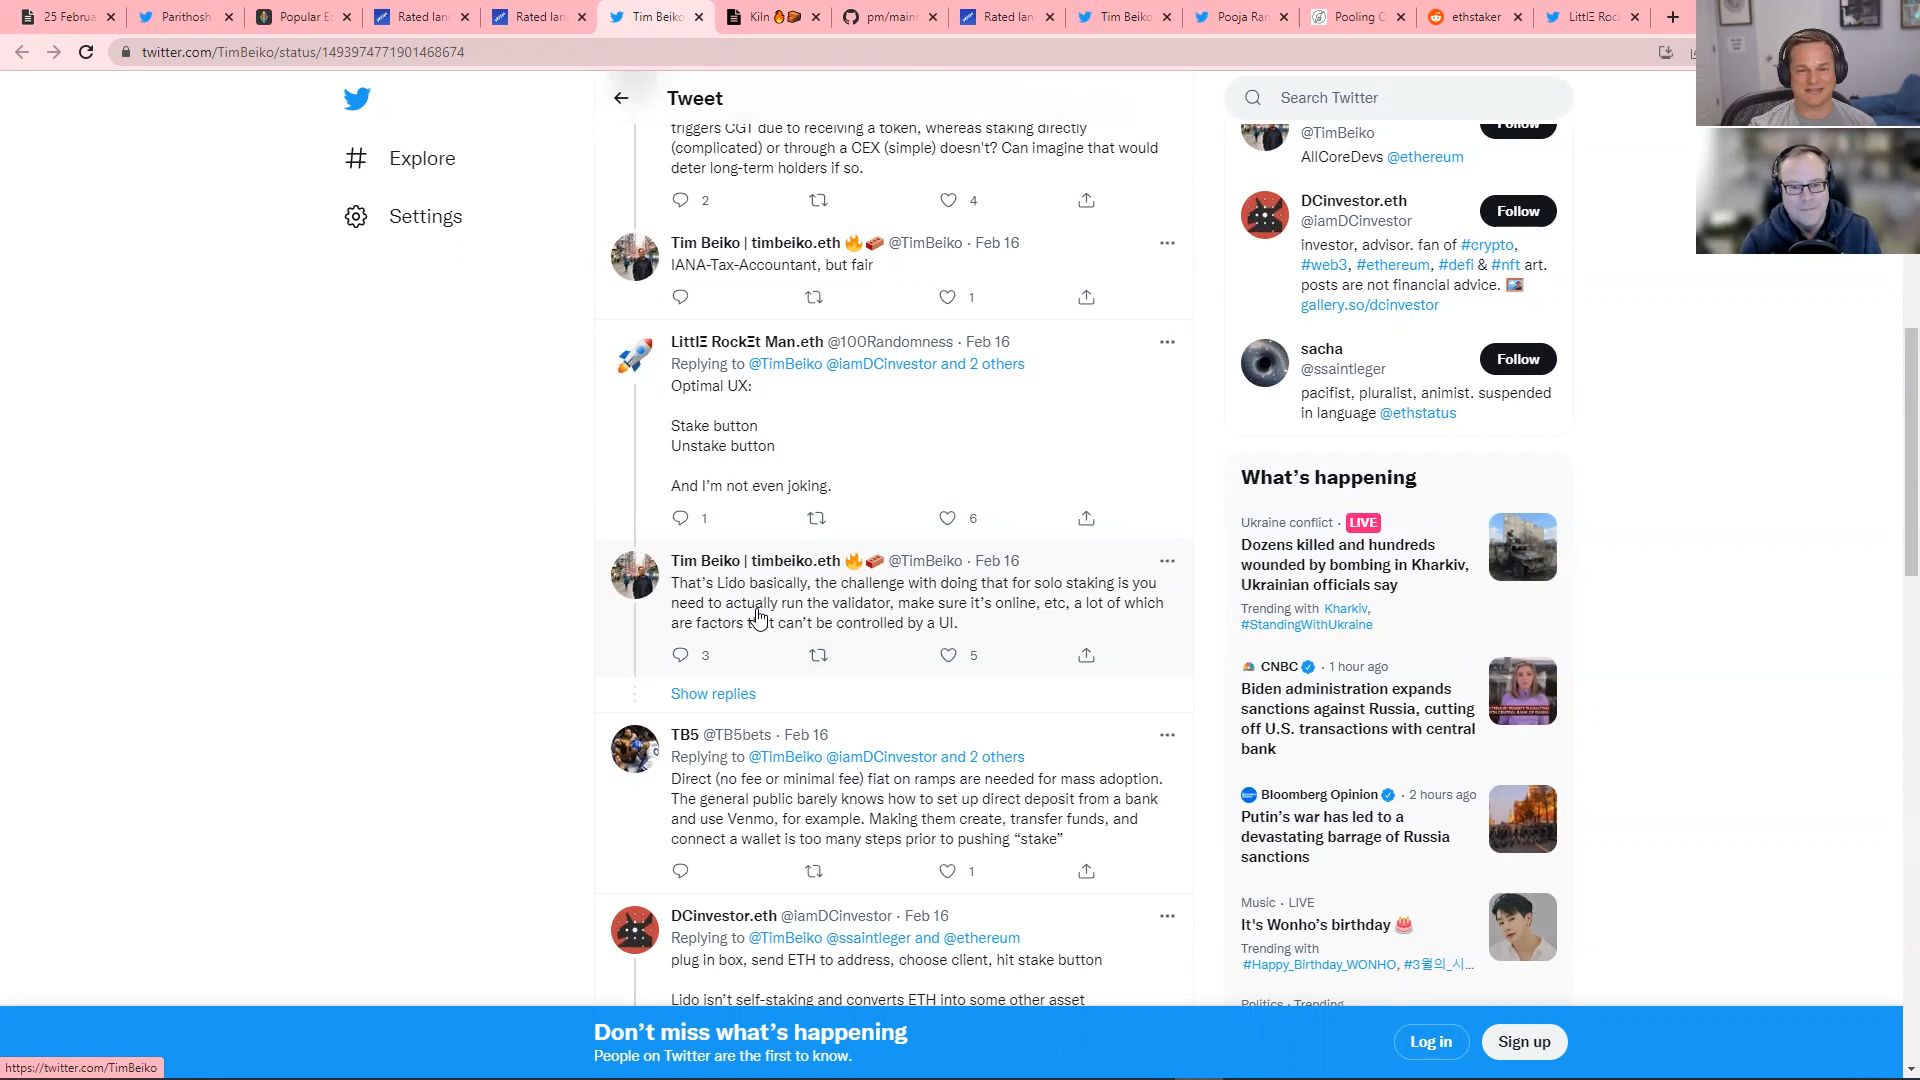 25 Februa
Parithosh
Popular E
Rated lan
Rated lan
Tim Beiko
Kiln
pm/main
Rated lan
Tim Beiko
Pooja Ran
Pooling C
ethstaker
LittlΞ Roc
twitter.com/TimBeiko/status/1493974771901468674
Explore
Settings
Tweet
triggers CGT due to receiving a token, whereas staking directly
(complicated) or through a CEX (simple) doesn't? Can imagine that would
deter long-term holders if so.
2
4
Tim Beiko | timbeiko.eth 🔥🧱 @TimBeiko · Feb 16
IANA-Tax-Accountant, but fair
1
LittlΞ RockΞt Man.eth @100Randomness · Feb 16
Replying to @TimBeiko @iamDCinvestor and 2 others
Optimal UX:
Stake button
Unstake button
And I'm not even joking.
1
6
Tim Beiko | timbeiko.eth 🔥🧱 @TimBeiko · Feb 16
That's Lido basically, the challenge with doing that for solo staking is you
need to actually run the validator, make sure it's online, etc, a lot of which
are factors that can't be controlled by a UI.
3
5
Show replies
TB5 @TB5bets · Feb 16
Replying to @TimBeiko @iamDCinvestor and 2 others
Direct (no fee or minimal fee) fiat on ramps are needed for mass adoption.
The general public barely knows how to set up direct deposit from a bank
and use Venmo, for example. Making them create, transfer funds, and
connect a wallet is too many steps prior to pushing “stake”
1
DCinvestor.eth @iamDCinvestor · Feb 16
Replying to @TimBeiko @ssaintleger and @ethereum
plug in box, send ETH to address, choose client, hit stake button
Lido isn't self-staking and converts ETH into some other asset
Search Twitter
@TimBeiko
Follow
AllCoreDevs @ethereum
DCinvestor.eth
@iamDCinvestor
Follow
investor, advisor. fan of #crypto,
#web3, #ethereum, #defi & #nft art.
posts are not financial advice. 🖼️
gallery.so/dcinvestor
sacha
@ssaintleger
Follow
pacifist, pluralist, animist. suspended
in language @ethstatus
What's happening
Ukraine conflict · LIVE
Dozens killed and hundreds
wounded by bombing in Kharkiv,
Ukrainian officials say
Trending with Kharkiv,
#StandingWithUkraine
CNBC · 1 hour ago
Biden administration expands
sanctions against Russia, cutting
off U.S. transactions with central
bank
Bloomberg Opinion · 2 hours ago
Putin's war has led to a
devastating barrage of Russia
sanctions
Music · LIVE
It's Wonho's birthday 🎂
Trending with
#Happy_Birthday_WONHO, #3월의_시...
Politics · Trending
Don't miss what's happening
People on Twitter are the first to know.
Log in
Sign up
https://twitter.com/TimBeiko